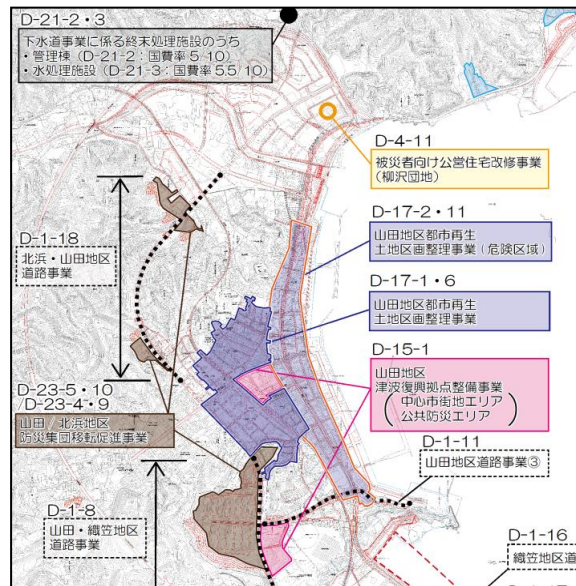 D-21-2・3
下水道事業に係る終末処理施設のうち
・管理棟(D-21-2:国費率5/10)
・水処理施設(D-21-3:国費率5.5/10)
D-4-11
被災者向け公営住宅改修事業
(柳沢団地)
D-17-2・11
山田地区都市再生
土地区画整理事業(危険区域)
D-1-18
北浜・山田地区
道路事業
D-17-1・6
山田地区都市再生
土地区画整理事業
D-15-1
山田地区
津波復興拠点整備事業
(中心市街地エリア
公共防災エリア)
D-23-5・10
D-23-4・9
山田/北浜地区
防災集団移転促進事業
D-1-11
山田地区道路事業③
D-1-8
山田・織笠地区
道路事業
D-1-16
織笠地区道